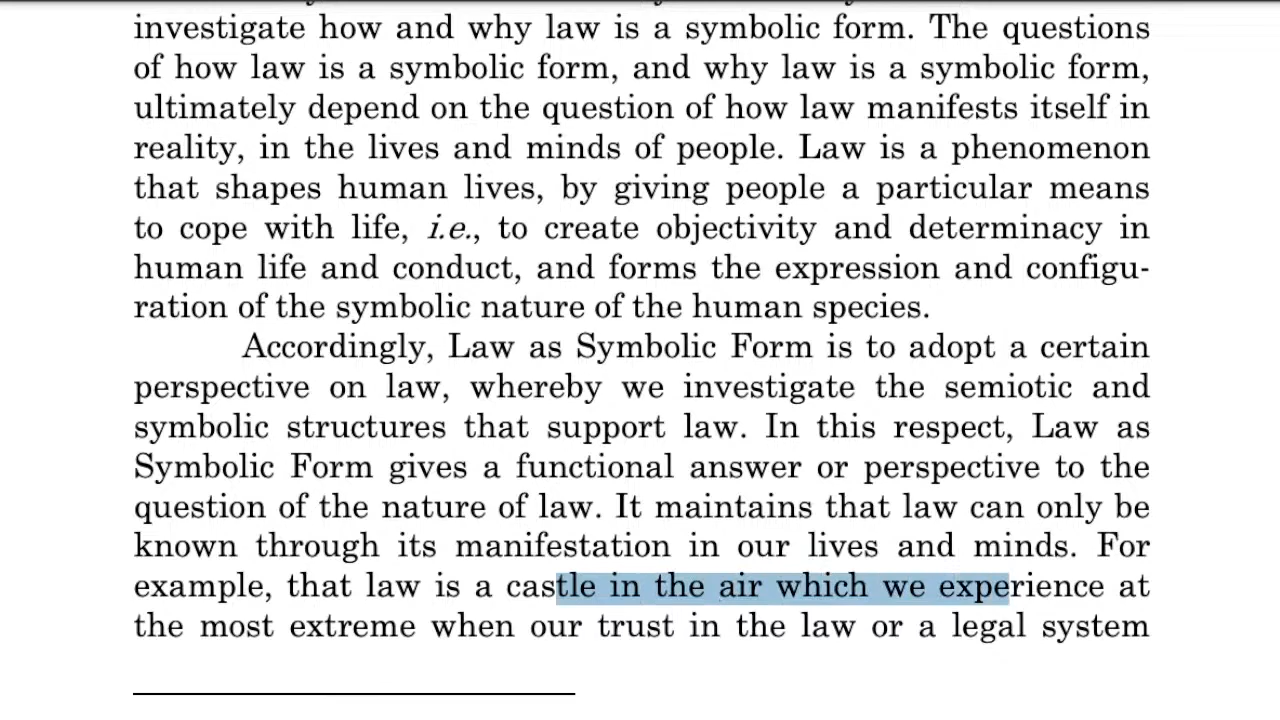 investigate how and why law is a symbolic form. The questions
of how law is a symbolic form, and why law is a symbolic form,
ultimately depend on the question of how law manifests itself in
reality, in the lives and minds of people. Law is a phenomenon
that shapes human lives, by giving people a particular means
to cope with life, i.e., to create objectivity and determinacy in
human life and conduct, and forms the expression and configu-
ration of the symbolic nature of the human species.
Accordingly, Law as Symbolic Form is to adopt a certain
perspective on law, whereby we investigate the semiotic and
symbolic structures that support law. In this respect, Law as
Symbolic Form gives a functional answer or perspective to the
question of the nature of law. It maintains that law can only be
known through its manifestation in our lives and minds. For
example, that law is a castle in the air which we experience at
the most extreme when our trust in the law or a legal system